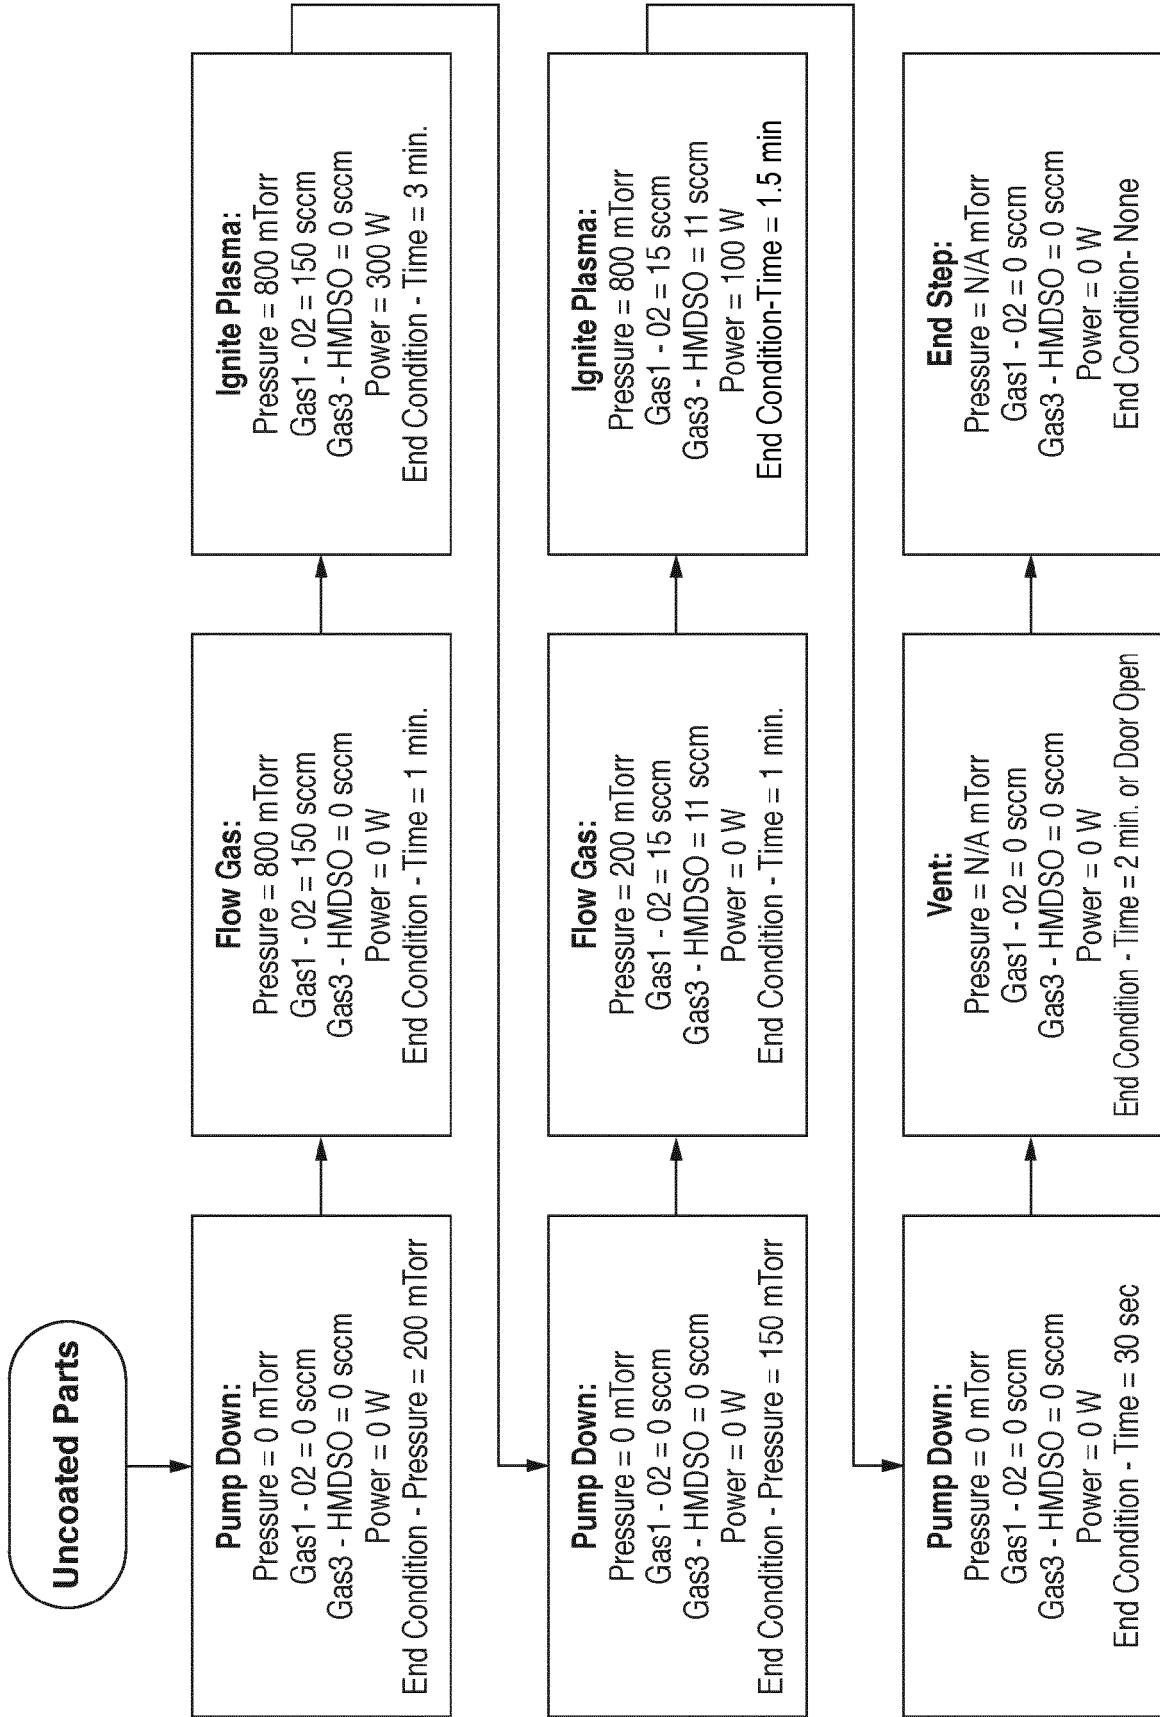 Uncoated Parts
Pump Down:
Pressure = 0 mTorr
Gas1 - 02 = 0 sccm
Gas3 - HMDSO = 0 sccm
Power = 0 W
End Condition - Pressure = 200 mTorr
Flow Gas:
Pressure = 800 mTorr
Gas1 - 02 = 150 sccm
Gas3 - HMDSO = 0 sccm
Power = 0 W
End Condition - Time = 1 min.
Ignite Plasma:
Pressure = 800 mTorr
Gas1 - 02 = 150 sccm
Gas3 - HMDSO = 0 sccm
Power = 300 W
End Condition - Time = 3 min.
Pump Down:
Pressure = 0 mTorr
Gas1 - 02 = 0 sccm
Gas3 - HMDSO = 0 sccm
Power = 0 W
End Condition - Pressure = 150 mTorr
Flow Gas:
Pressure = 200 mTorr
Gas1 - 02 = 15 sccm
Gas3 - HMDSO = 11 sccm
Power = 0 W
End Condition - Time = 1 min.
Ignite Plasma:
Pressure = 800 mTorr
Gas1 - 02 = 15 sccm
Gas3 - HMDSO = 11 sccm
Power = 100 W
End Condition-Time = 1.5 min
Pump Down:
Pressure = 0 mTorr
Gas1 - 02 = 0 sccm
Gas3 - HMDSO = 0 sccm
Power = 0 W
End Condition - Time = 30 sec
Vent:
Pressure = N/A mTorr
Gas1 - 02 = 0 sccm
Gas3 - HMDSO = 0 sccm
Power = 0 W
End Condition - Time = 2 min. or Door Open
End Step:
Pressure = N/A mTorr
Gas1 - 02 = 0 sccm
Gas3 - HMDSO = 0 sccm
Power = 0 W
End Condition- None